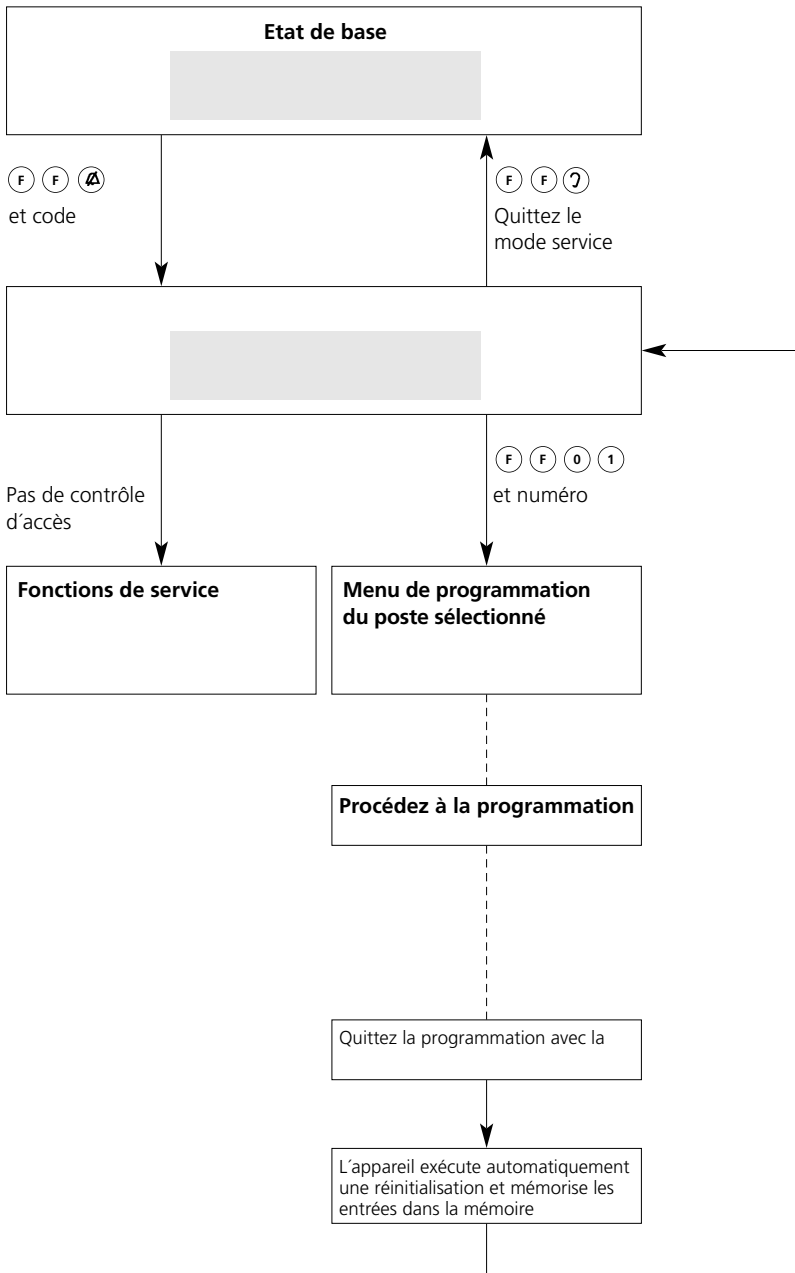 Etat de base
F F
et code
F F
Quittez le
mode service
F F 0 1
et numéro
Pas de contrôle
d´accès
Fonctions de service
Menu de programmation
du poste sélectionné
Procédez à la programmation
Quittez la programmation avec la
L´appareil exécute automatiquement
une réinitialisation et mémorise les
entrées dans la mémoire